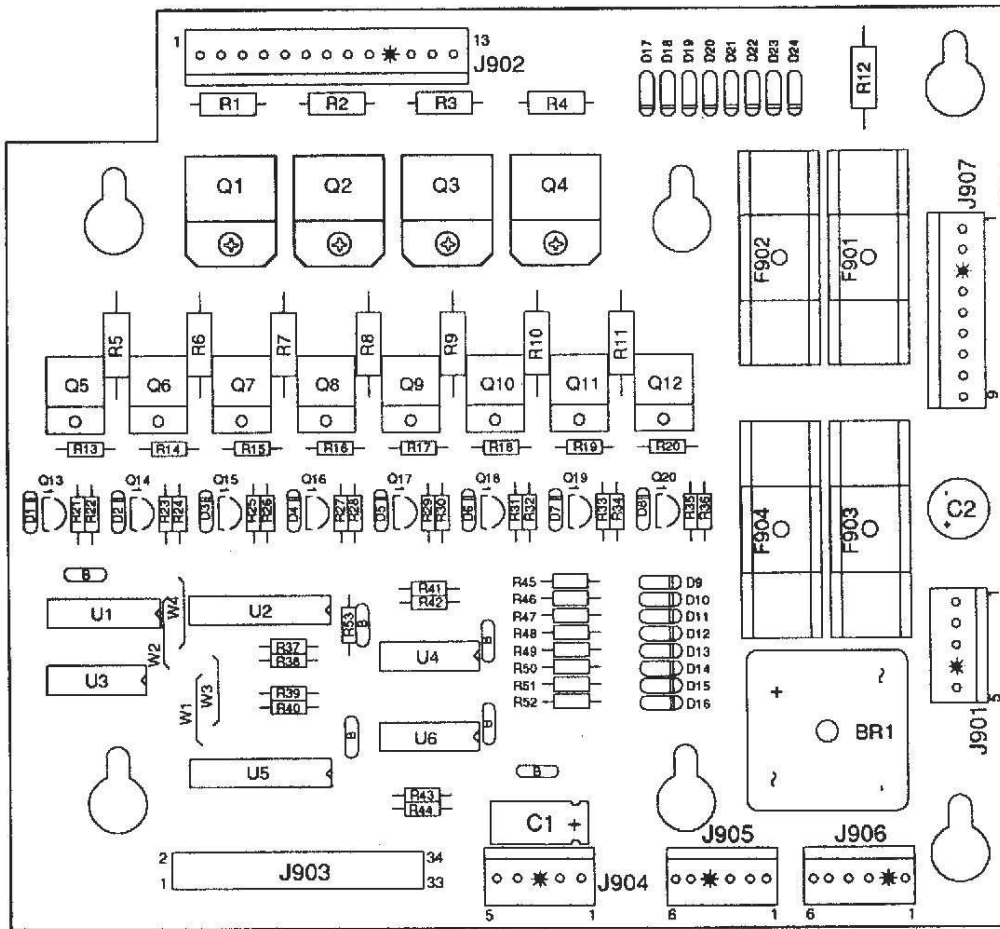 1 13
J902
D17 D18 D19 D20 D21 D22 D23 D24
R12
R1 R2 R3 R4
Q1 Q2 Q3 Q4
J907
1
F902 F901
9
R5 R6 R7 R8 R9 R10 R11
Q5 Q6 Q7 Q8 Q9 Q10 Q11 Q12
R13 R14 R15 R16 R17 R18 R19 R20
Q13 Q14 Q15 Q16 Q17 Q18 Q19 Q20
D1 R21 R22 D2 R23 R24 D3 R25 R26 D4 R27 R28 D5 R29 R30 D6 R31 R32 D7 R33 R34 D8 R35 R36
F904 F903
C2
+
B
U1 W4 U2 R53 B
R41
R42
R45 D9
R46 D10
R47 D11
R48 D12
R49 D13
R50 D14
R51 D15
R52 D16
W2
R37
R38
U4 B
U3
W3
W1
R39
R40
B
U6 B
U5
1
5
J901
+ ~
BR1
~ -
B
R43
R44
C1 +
2 34
J903
1 33
J904
5 1
J905
6 1
J906
6 1